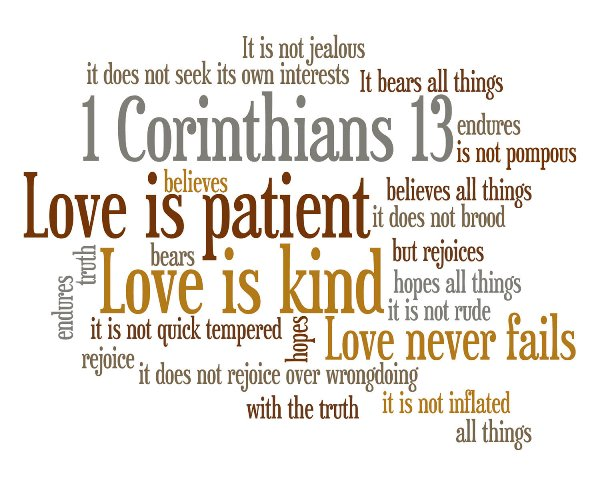 It is not jealous
it does not seek its own interests
It bears all things
1 Corinthians 13
endures
is not pompous
believes
believes all things
Love is patient
it does not brood
truth
bears
but rejoices
Love is kind
hopes all things
endures
it is not rude
it is not quick tempered
hopes
Love never fails
rejoice
it does not rejoice over wrongdoing
with the truth
it is not inflated
all things